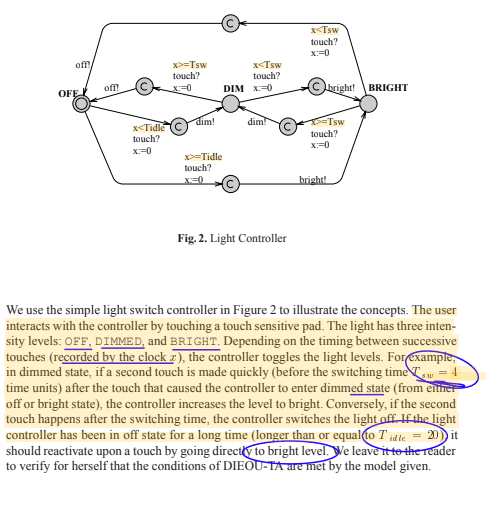 C
x<Tsw
touch?
x:=0
off!
x>=Tsw
touch?
x:=0
x<Tsw
touch?
x:=0
off!
C
DIM
C
bright!
BRIGHT
OFF
x<Tidle
touch?
x:=0
C
dim!
dim!
C
x>=Tsw
touch?
x:=0
x>=Tidle
touch?
x:=0
C
bright!
Fig. 2. Light Controller
We use the simple light switch controller in Figure 2 to illustrate the concepts. The user
interacts with the controller by touching a touch sensitive pad. The light has three inten-
sity levels: OFF, DIMMED, and BRIGHT. Depending on the timing between successive
touches (recorded by the clock x), the controller toggles the light levels. For example,
in dimmed state, if a second touch is made quickly (before the switching time Tsw = 4
time units) after the touch that caused the controller to enter dimmed state (from either
off or bright state), the controller increases the level to bright. Conversely, if the second
touch happens after the switching time, the controller switches the light off. If the light
controller has been in off state for a long time (longer than or equal to Tidle = 20), it
should reactivate upon a touch by going directly to bright level. We leave it to the reader
to verify for herself that the conditions of DIEOU-TA are met by the model given.